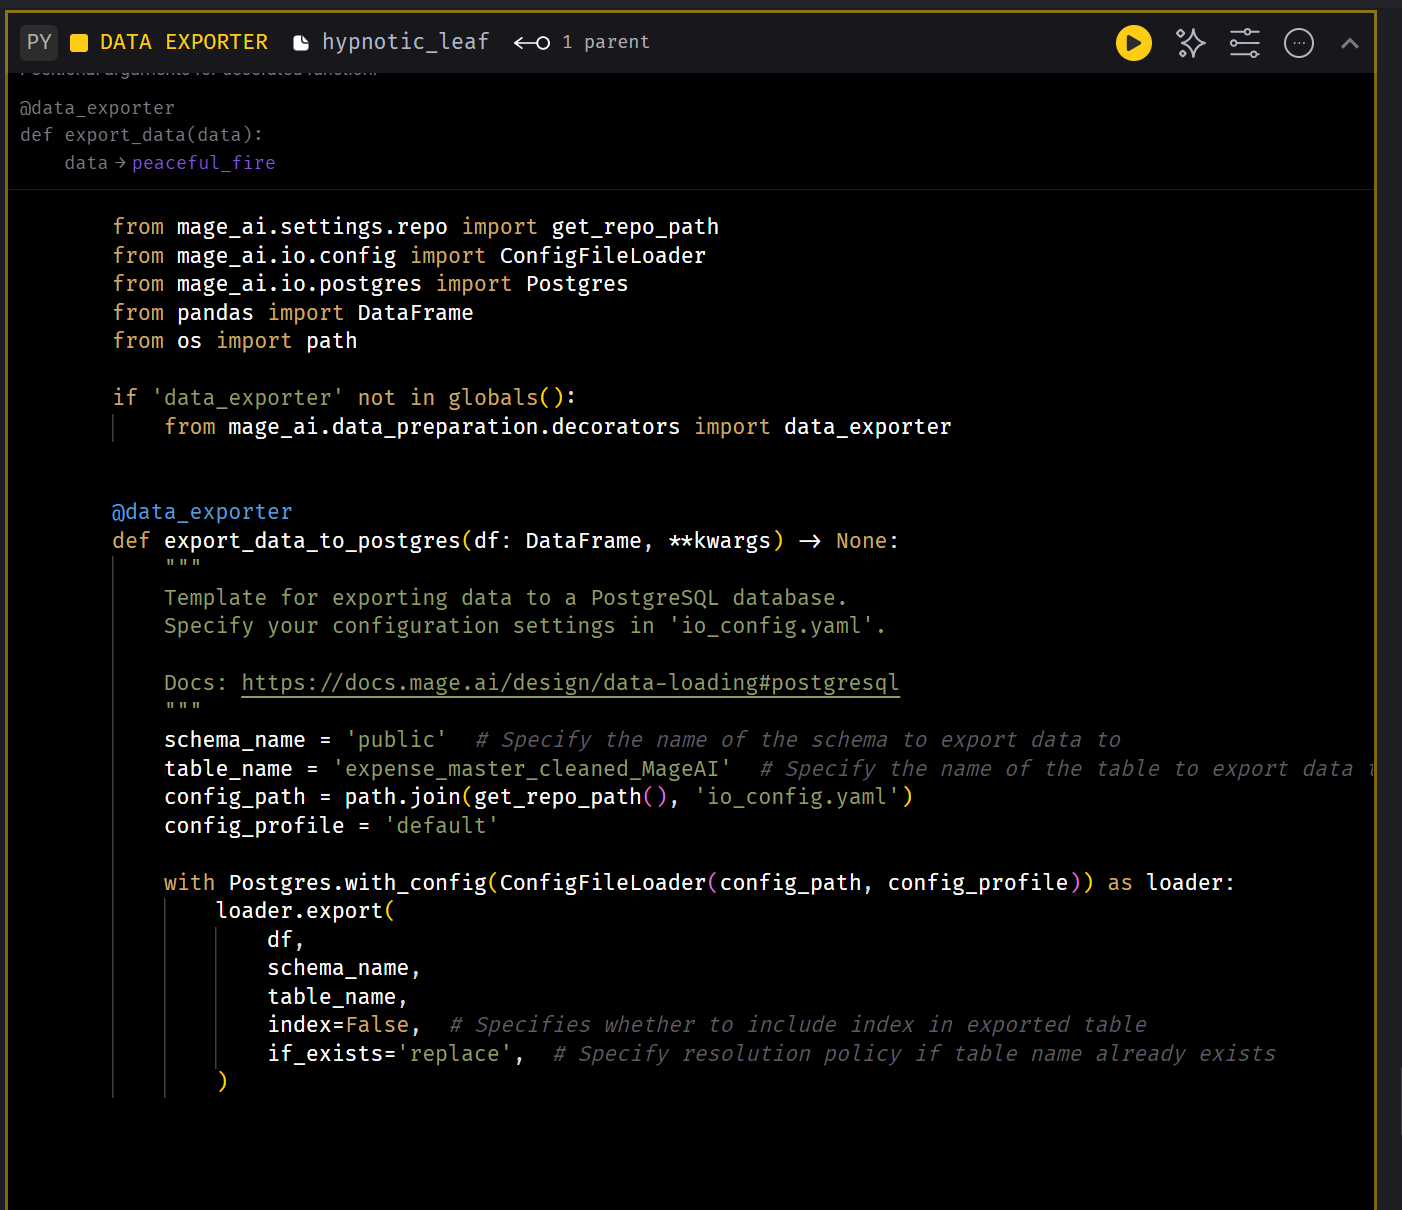 PY DATA EXPORTER hypnotic_leaf 1 parent
Positional arguments for decorated function:
@data_exporter
def export_data(data):
    data → peaceful_fire
from mage_ai.settings.repo import get_repo_path
from mage_ai.io.config import ConfigFileLoader
from mage_ai.io.postgres import Postgres
from pandas import DataFrame
from os import path
if 'data_exporter' not in globals():
    from mage_ai.data_preparation.decorators import data_exporter
@data_exporter
def export_data_to_postgres(df: DataFrame, **kwargs) -> None:
    """
    Template for exporting data to a PostgreSQL database.
    Specify your configuration settings in 'io_config.yaml'.
    Docs: https://docs.mage.ai/design/data-loading#postgresql
    """
    schema_name = 'public'  # Specify the name of the schema to export data to
    table_name = 'expense_master_cleaned_MageAI'  # Specify the name of the table to export data
    config_path = path.join(get_repo_path(), 'io_config.yaml')
    config_profile = 'default'
    with Postgres.with_config(ConfigFileLoader(config_path, config_profile)) as loader:
        loader.export(
            df,
            schema_name,
            table_name,
            index=False,  # Specifies whether to include index in exported table
            if_exists='replace',  # Specify resolution policy if table name already exists
        )